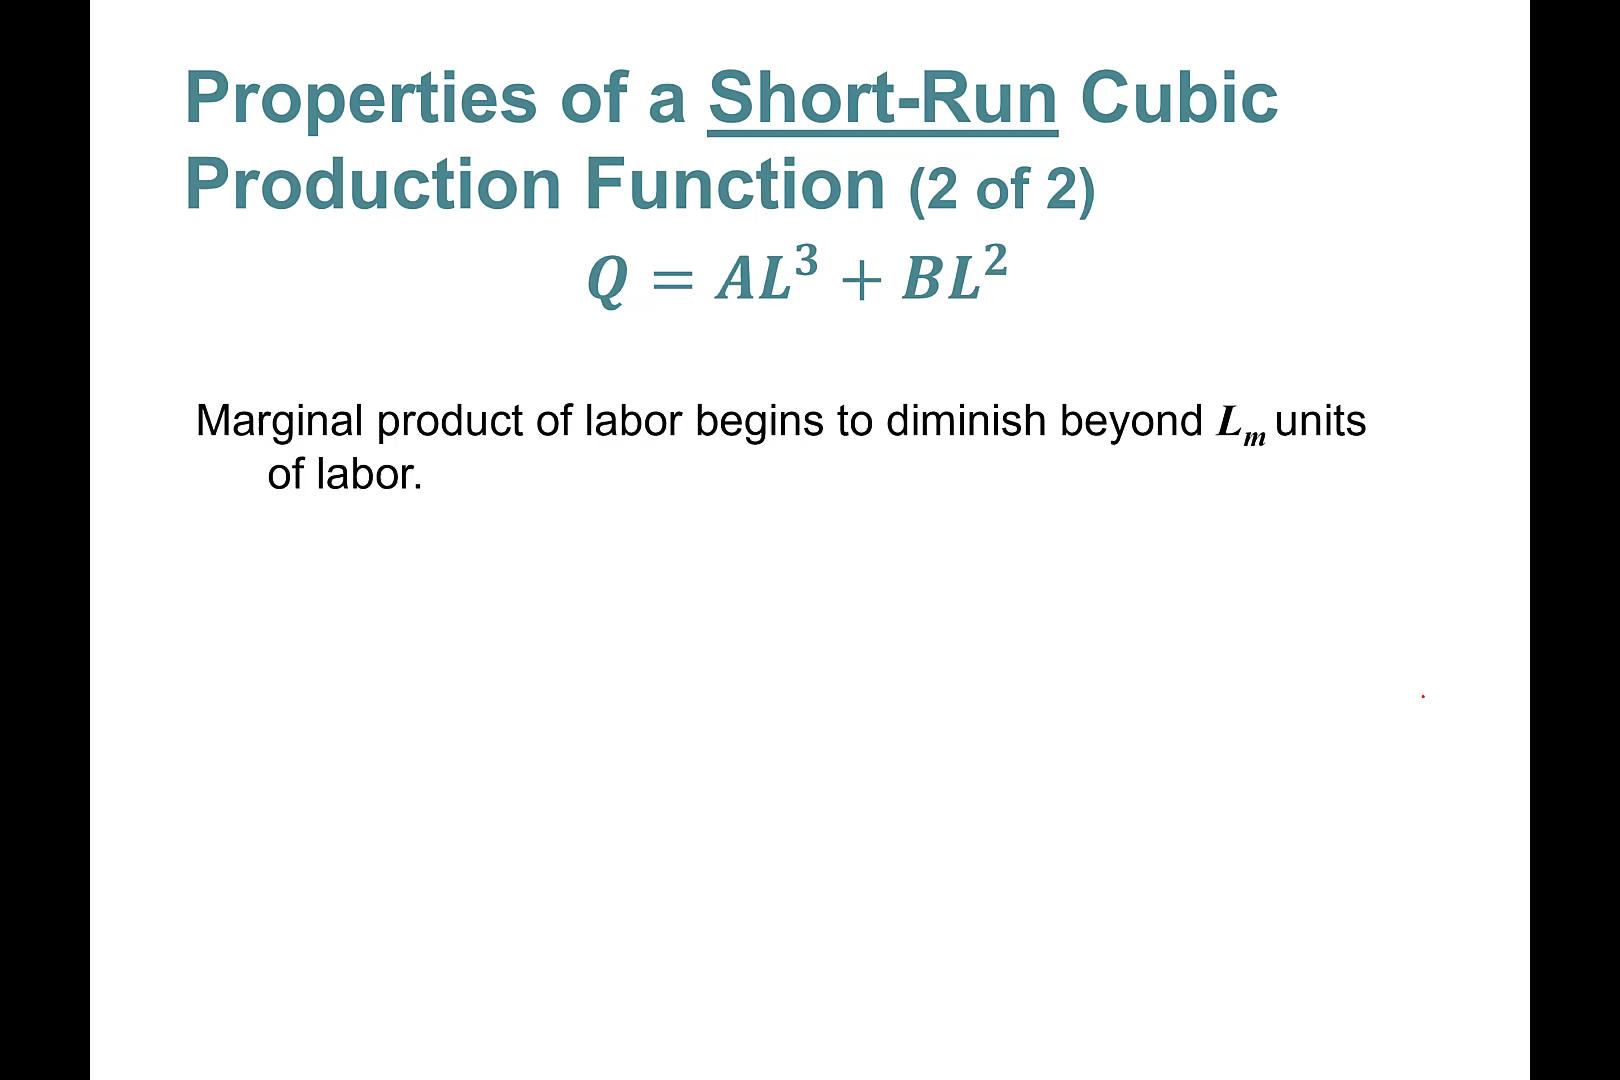 Properties of a Short-Run Cubic
Production Function (2 of 2)
Q = AL³ + BL²
Marginal product of labor begins to diminish beyond Lₘ units
of labor.